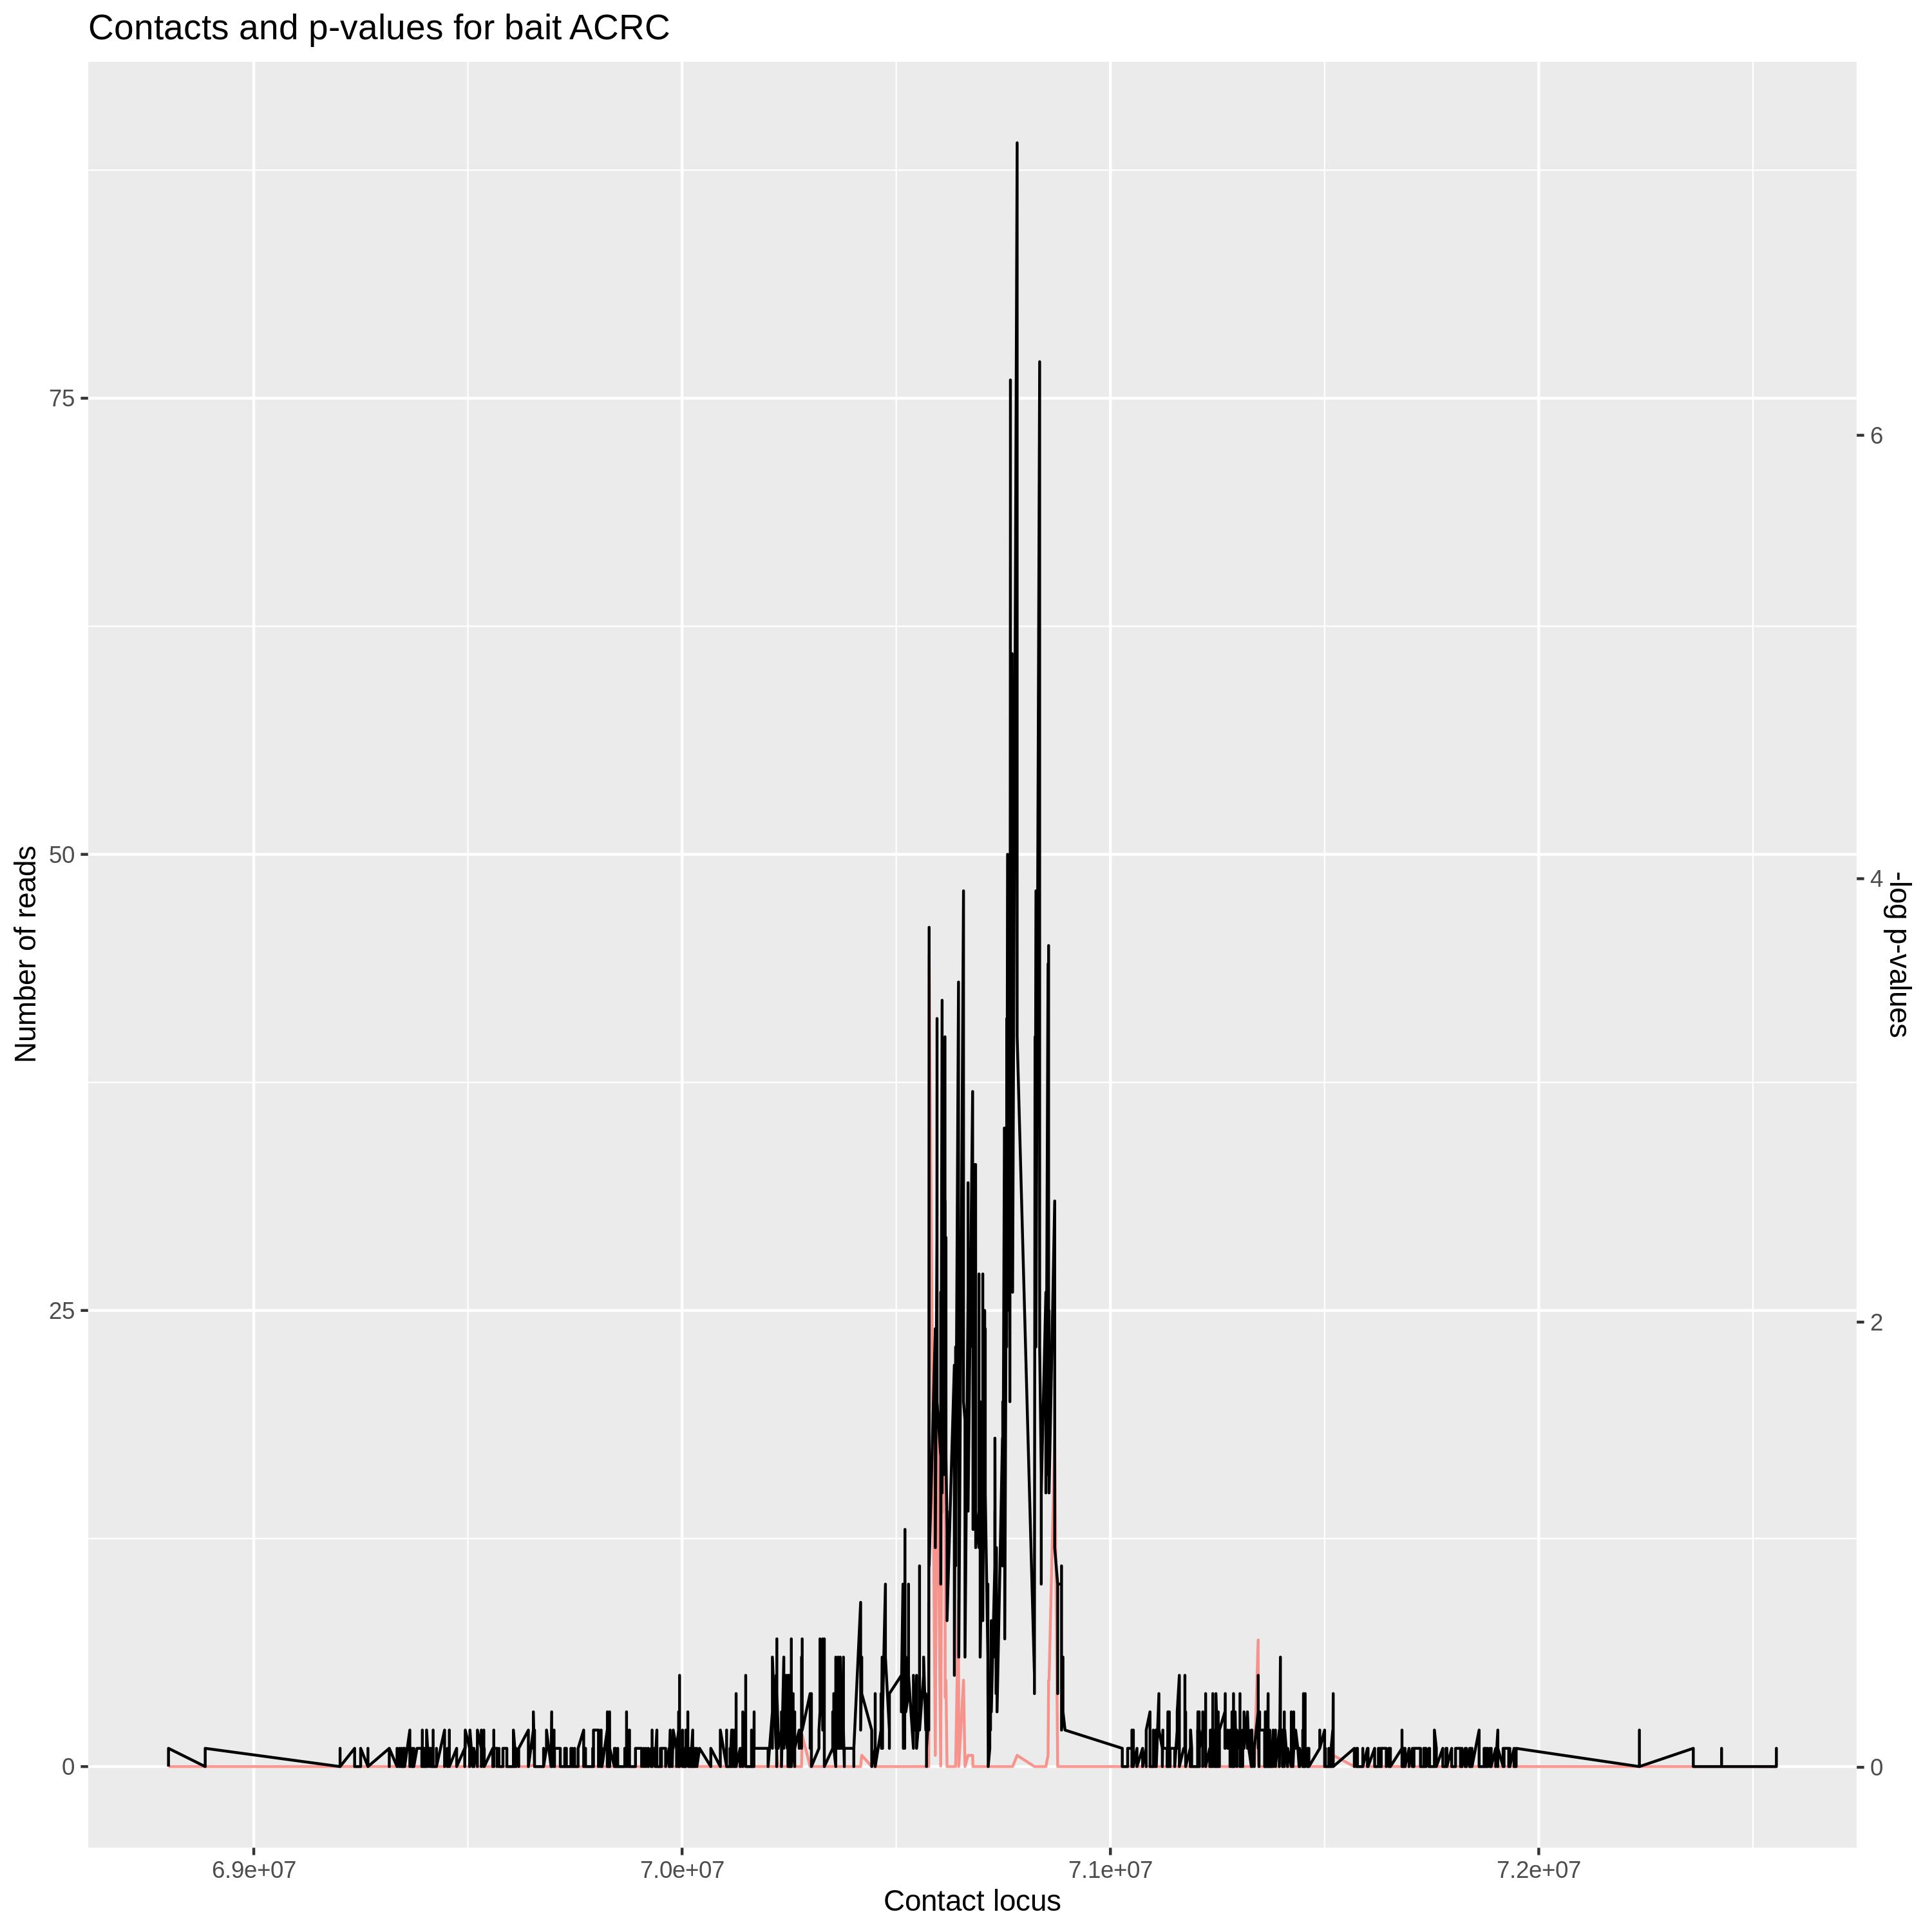 Contacts and p-values for bait ACRC
75
50
25
0
Number of reads
6
4
2
0
-log p-values
6.9e+07
7.0e+07
7.1e+07
7.2e+07
Contact locus